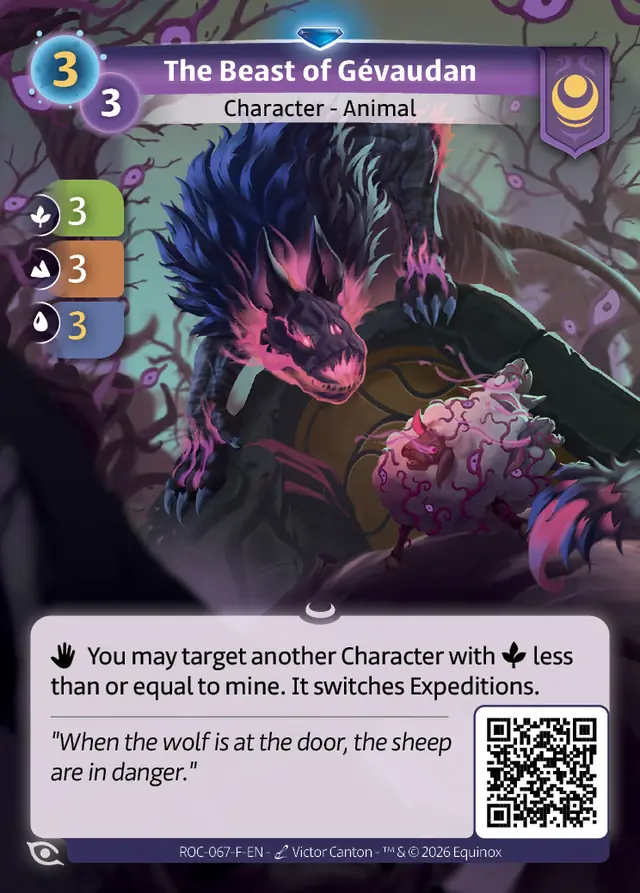 3
3
The Beast of Gévaudan
Character - Animal
3
3
3
You may target another Character with less
than or equal to mine. It switches Expeditions.
"When the wolf is at the door, the sheep
are in danger."
ROC-067-F-EN - Victor Canton - ™ & © 2026 Equinox